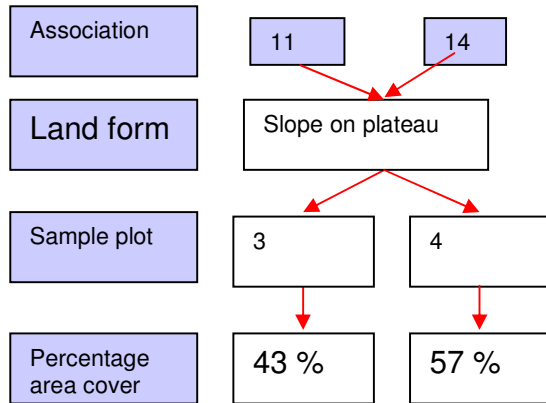 Association
11
14
Land form
Slope on plateau
Sample plot
3
4
Percentage
area cover
43 %
57 %